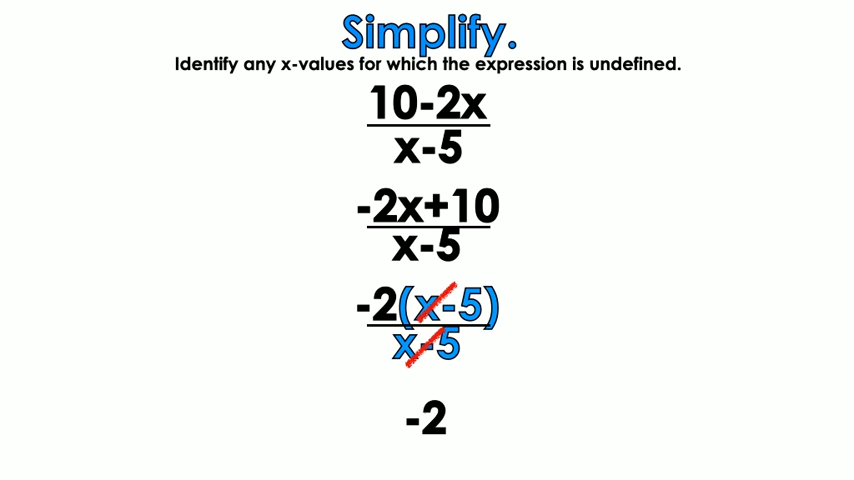 Simplify.
Identify any x-values for which the expression is undefined.
10-2x
x-5
-2x+10
x-5
-2(x-5)
x-5
-2